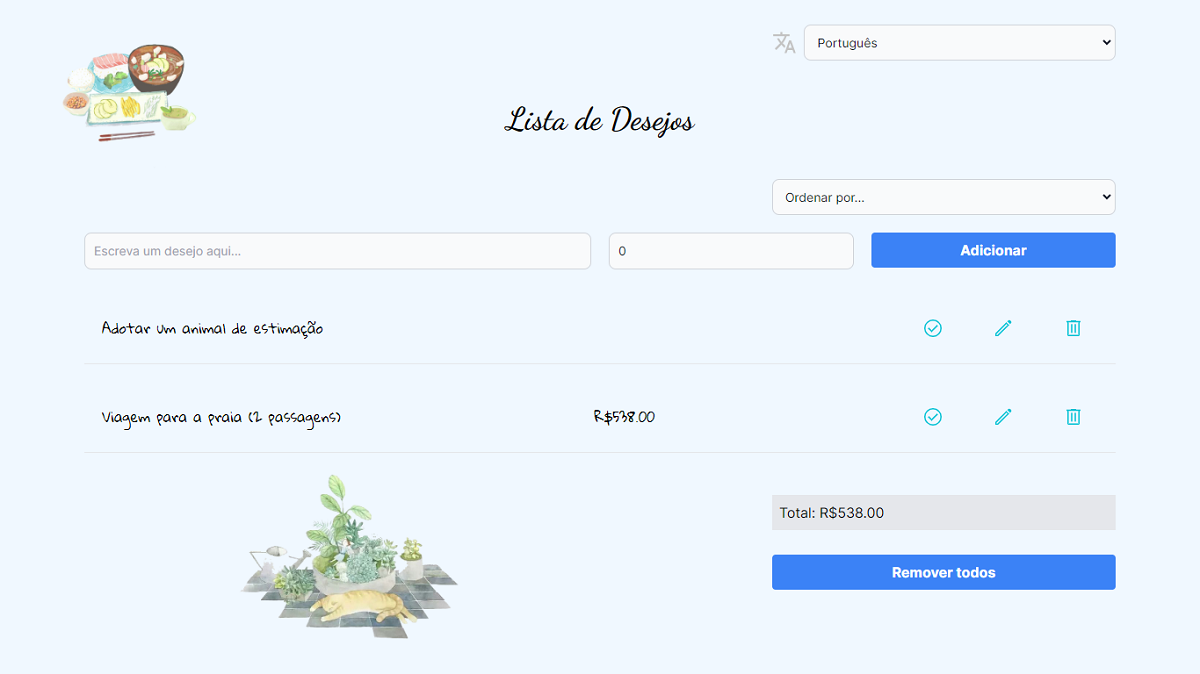 Português
Lista de Desejos
Ordenar por...
Escreva um desejo aqui...
0
Adicionar
Adotar um animal de estimação
Viagem para a praia (2 passagens)
R$538.00
Total: R$538.00
Remover todos